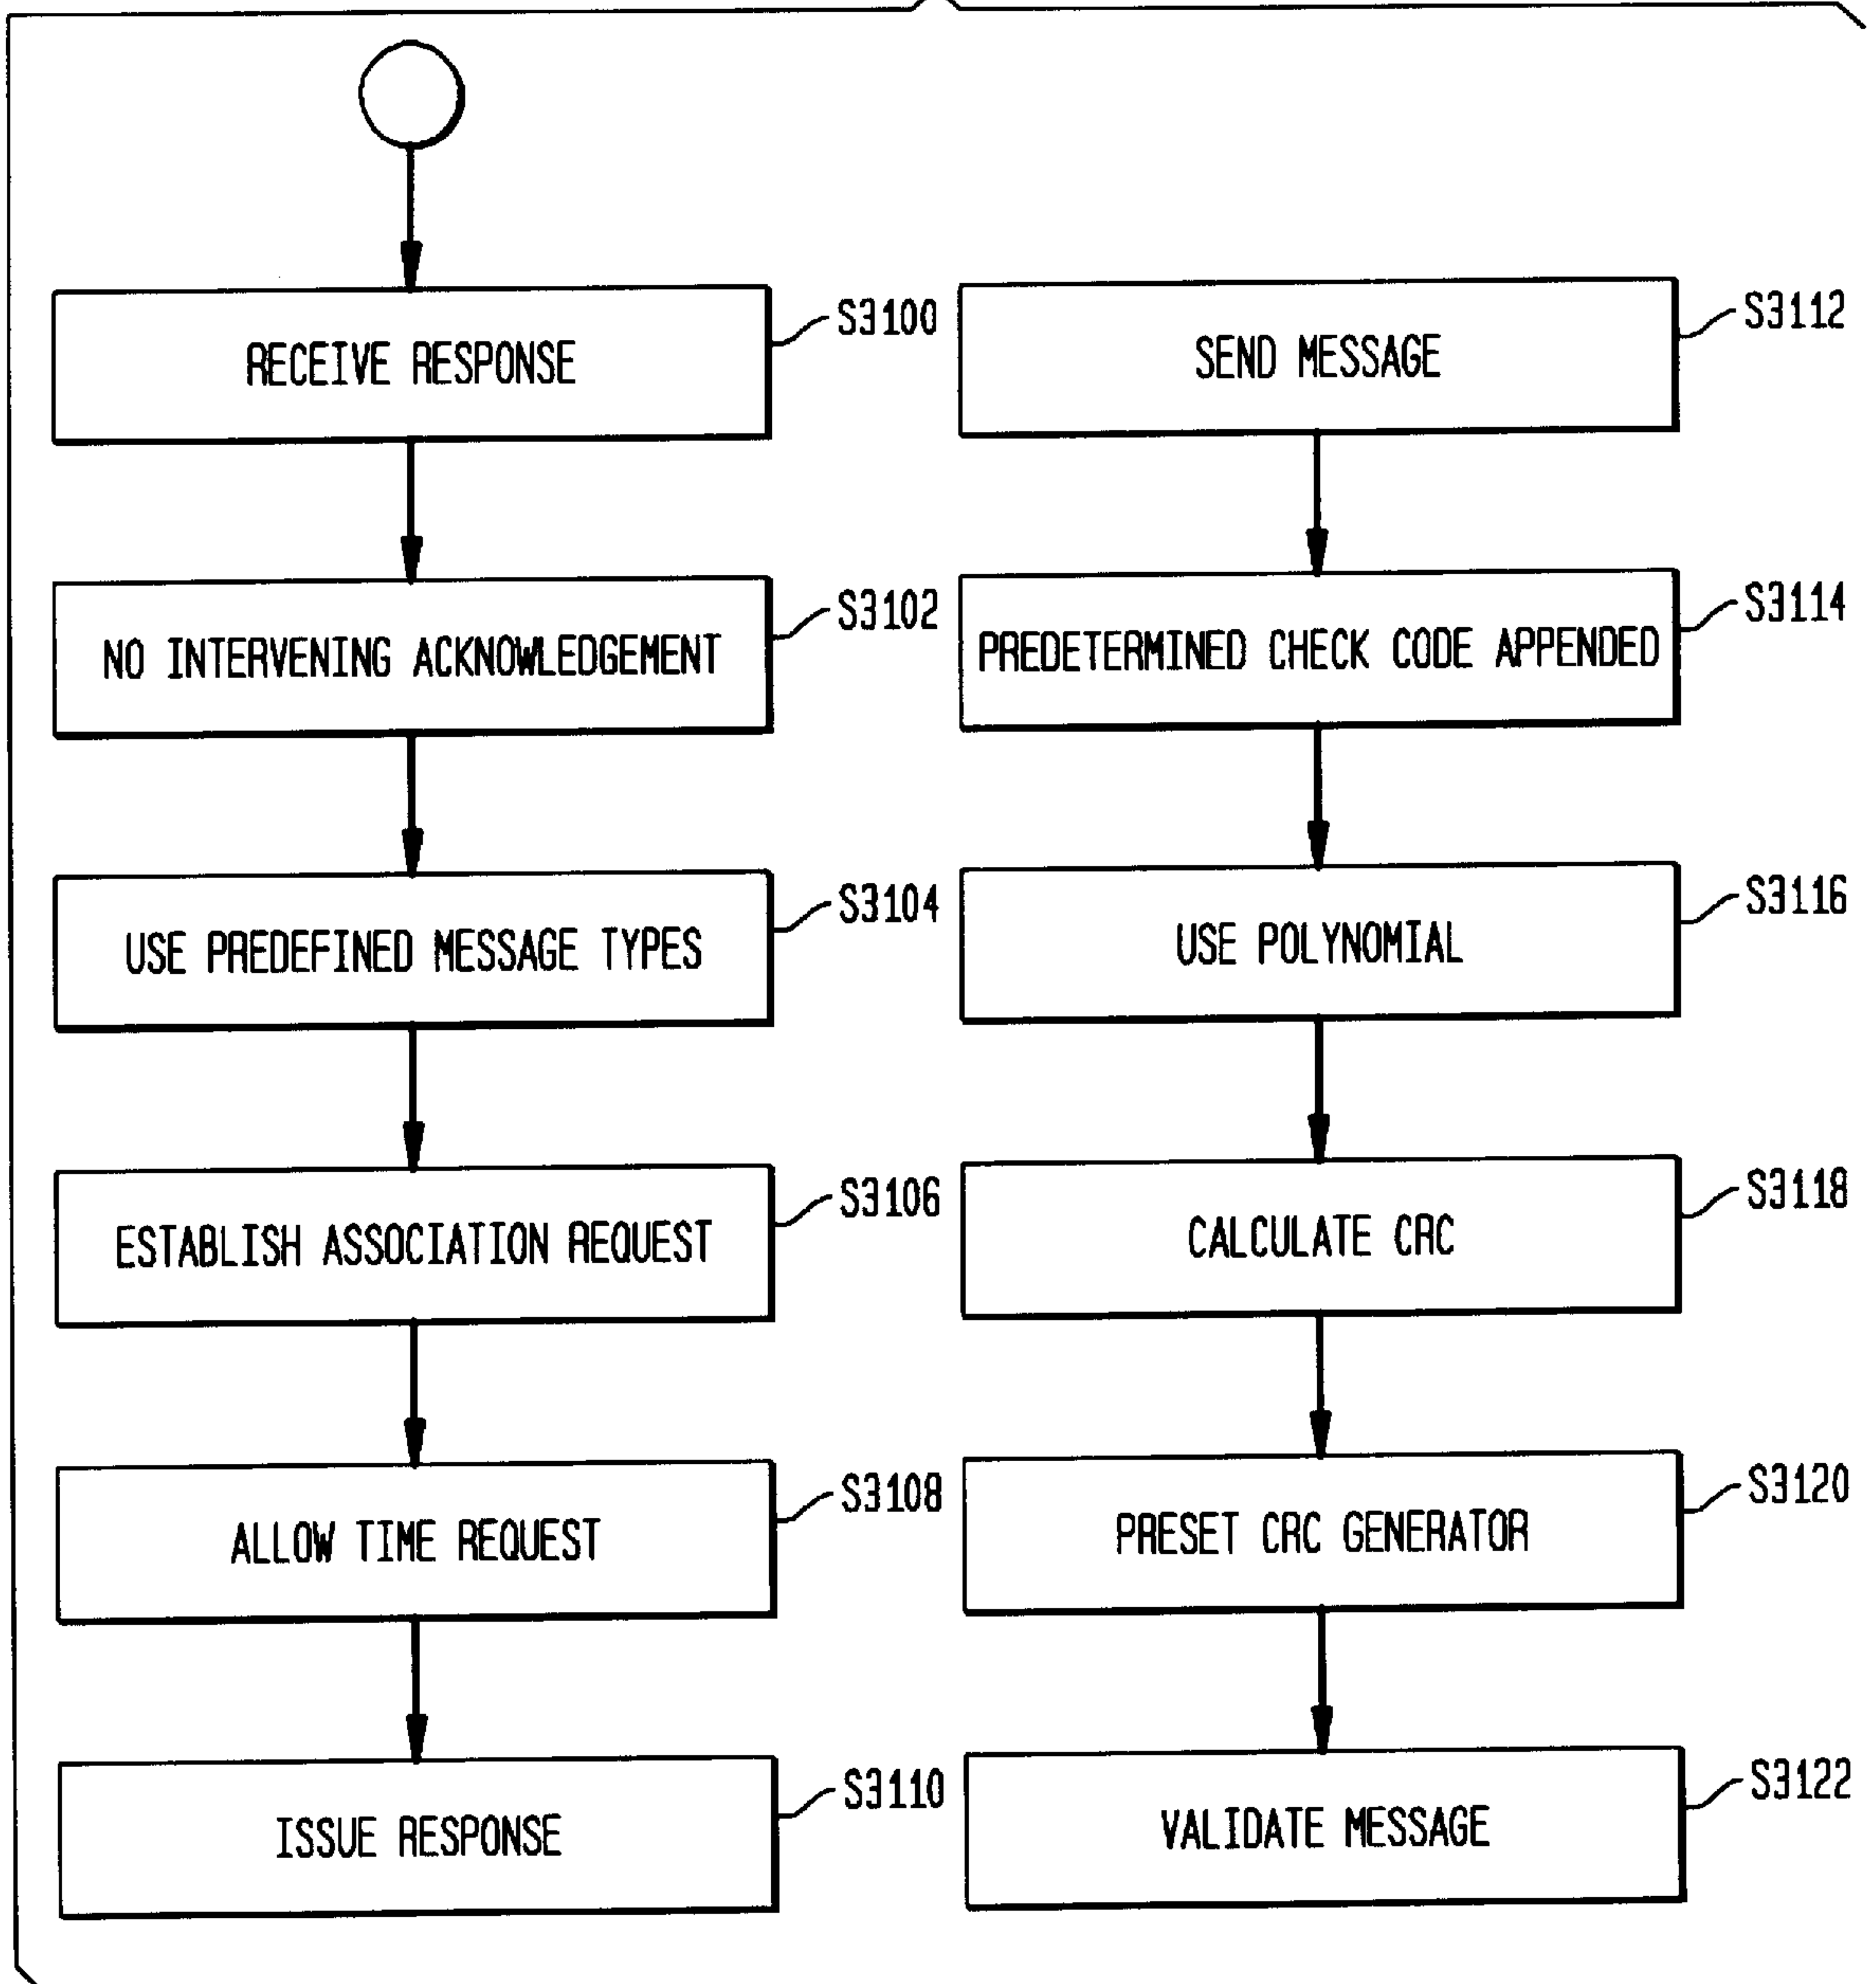 RECEIVE RESPONSE
S3100
NO INTERVENING ACKNOWLEDGEMENT
S3102
USE PREDEFINED MESSAGE TYPES
S3104
ESTABLISH ASSOCIATION REQUEST
S3106
ALLOW TIME REQUEST
S3108
ISSUE RESPONSE
S3110
SEND MESSAGE
S3112
PREDETERMINED CHECK CODE APPENDED
S3114
USE POLYNOMIAL
S3116
CALCULATE CRC
S3118
PRESET CRC GENERATOR
S3120
VALIDATE MESSAGE
S3122